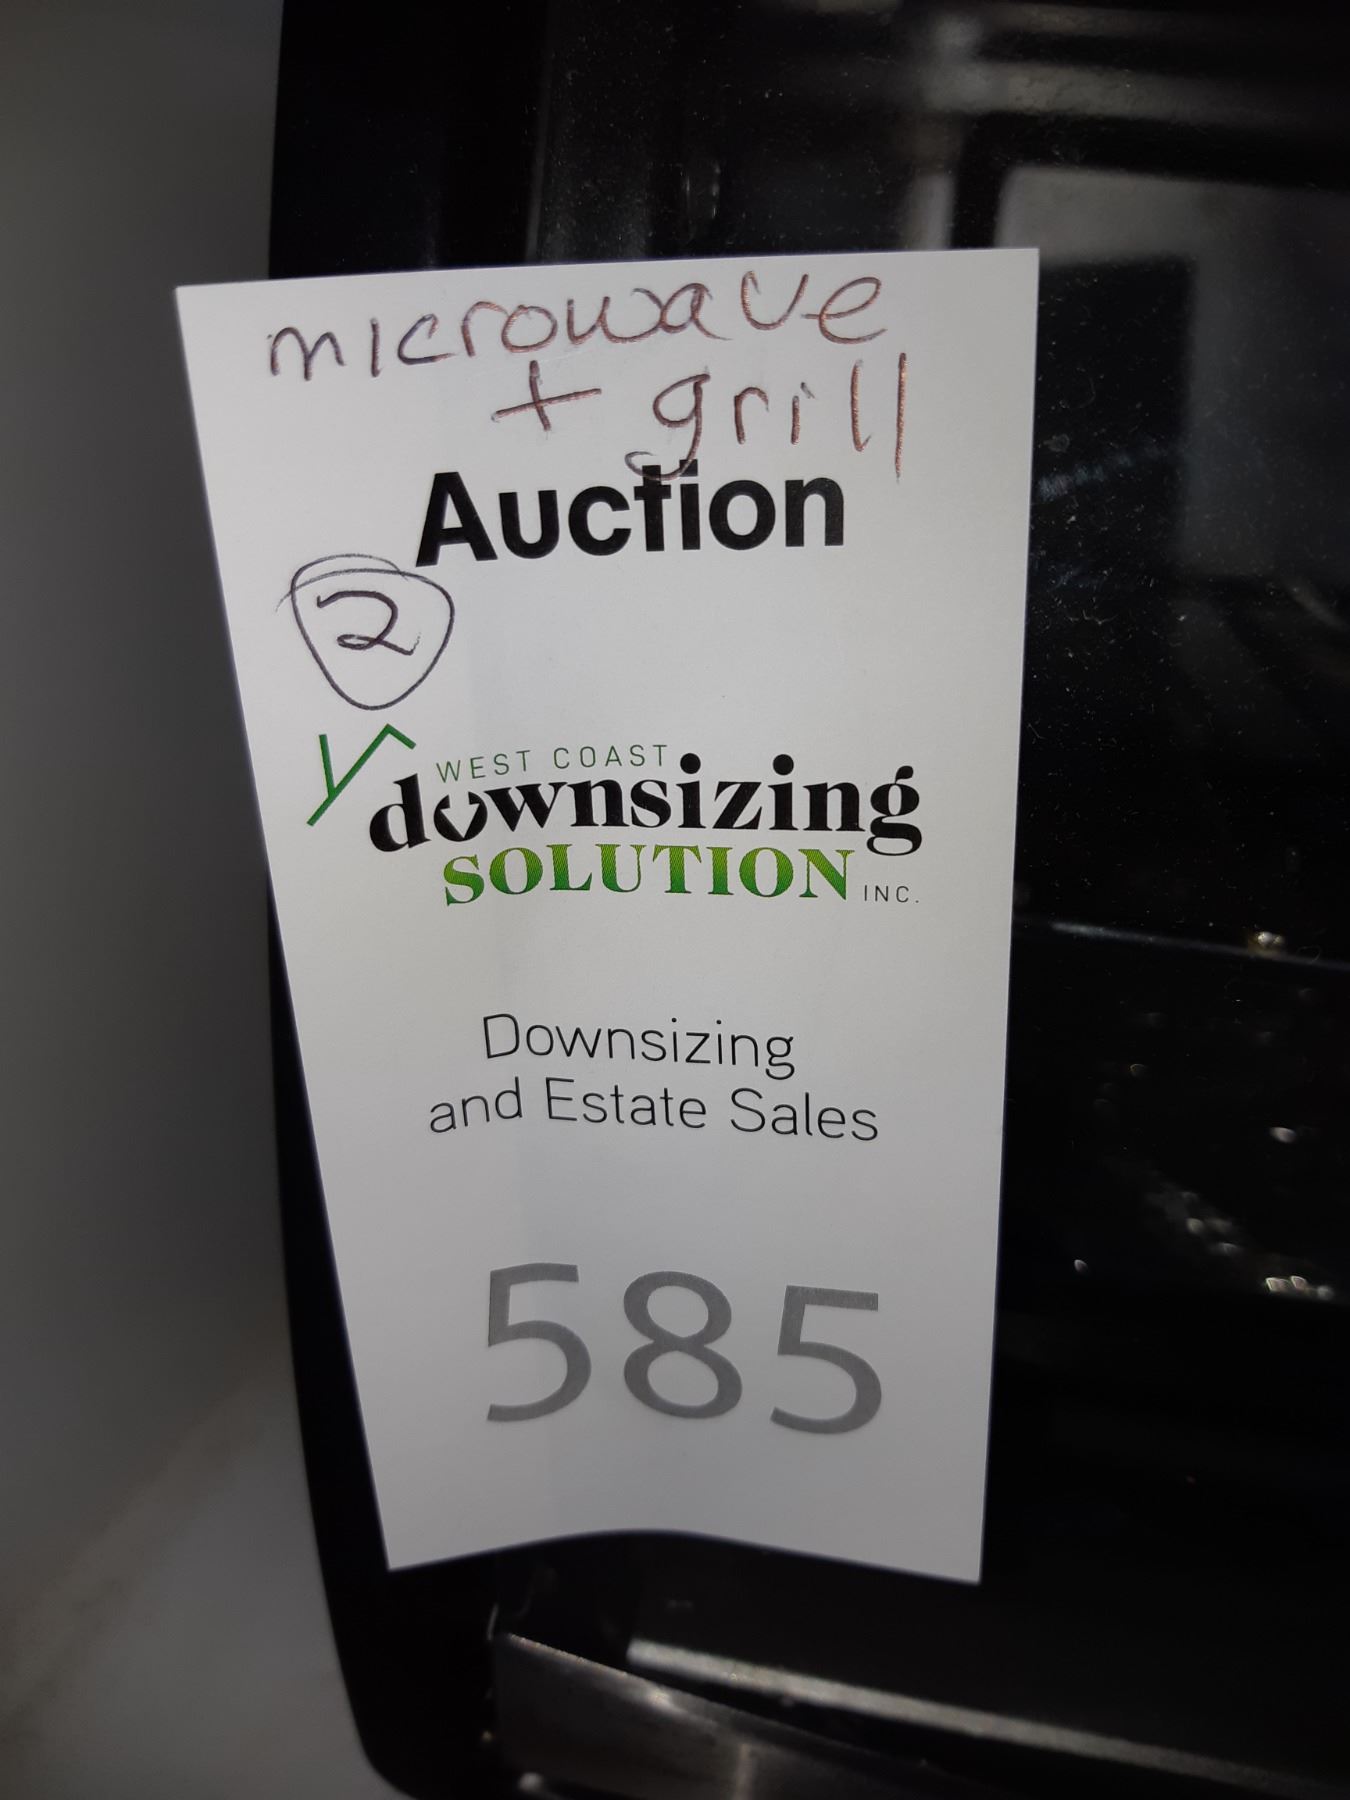 microwave
+ grill
Auction
2
WEST COAST
downsizing
SOLUTION INC.
Downsizing
and Estate Sales
585